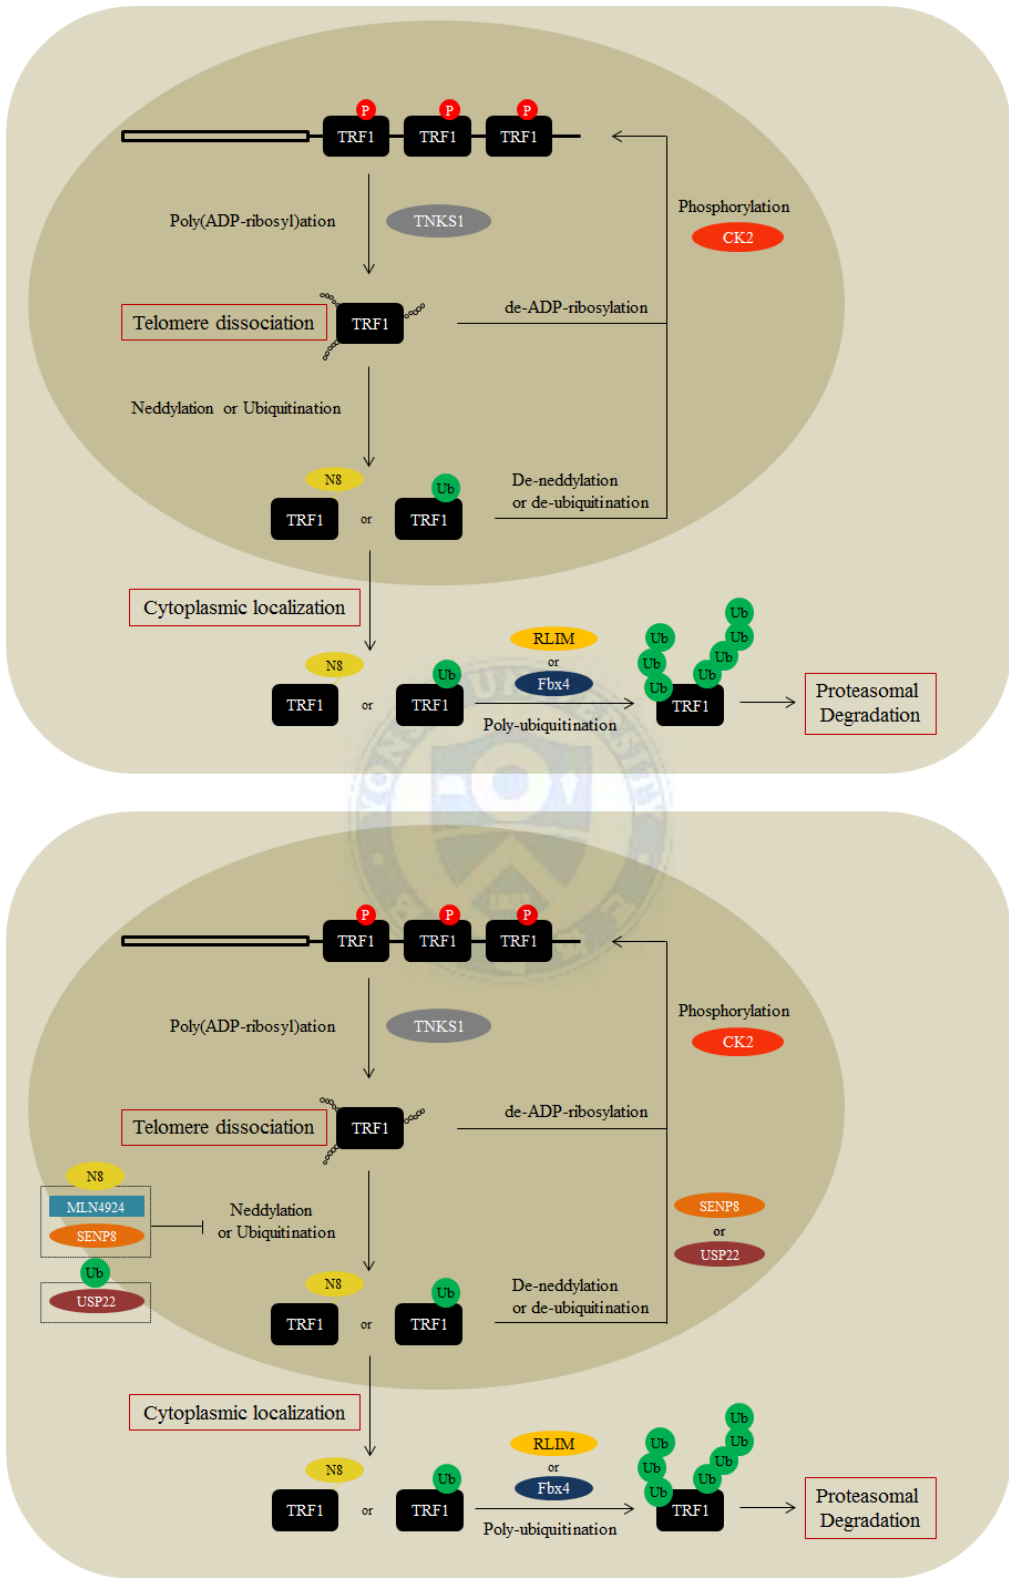 P P P
TRF1 TRF1 TRF1
Poly(ADP-ribosyl)ation
TNKS1
Phosphorylation
CK2
Telomere dissociation
TRF1
de-ADP-ribosylation
Neddylation or Ubiquitination
N8
TRF1
or
Ub
TRF1
De-neddylation
or de-ubiquitination
Cytoplasmic localization
N8
TRF1
or
Ub
TRF1
RLIM
or
Fbx4
Poly-ubiquitination
Ub
Ub
Ub
Ub
Ub
Ub
Ub
TRF1
Proteasomal
Degradation
YONSEI UNIVERSITY
P P P
TRF1 TRF1 TRF1
Poly(ADP-ribosyl)ation
TNKS1
Phosphorylation
CK2
Telomere dissociation
TRF1
de-ADP-ribosylation
N8
MLN4924
SENP8
Ub
USP22
Neddylation
or Ubiquitination
SENP8
or
USP22
N8
TRF1
or
Ub
TRF1
De-neddylation
or de-ubiquitination
Cytoplasmic localization
N8
TRF1
or
Ub
TRF1
RLIM
or
Fbx4
Poly-ubiquitination
Ub
Ub
Ub
Ub
Ub
Ub
Ub
TRF1
Proteasomal
Degradation